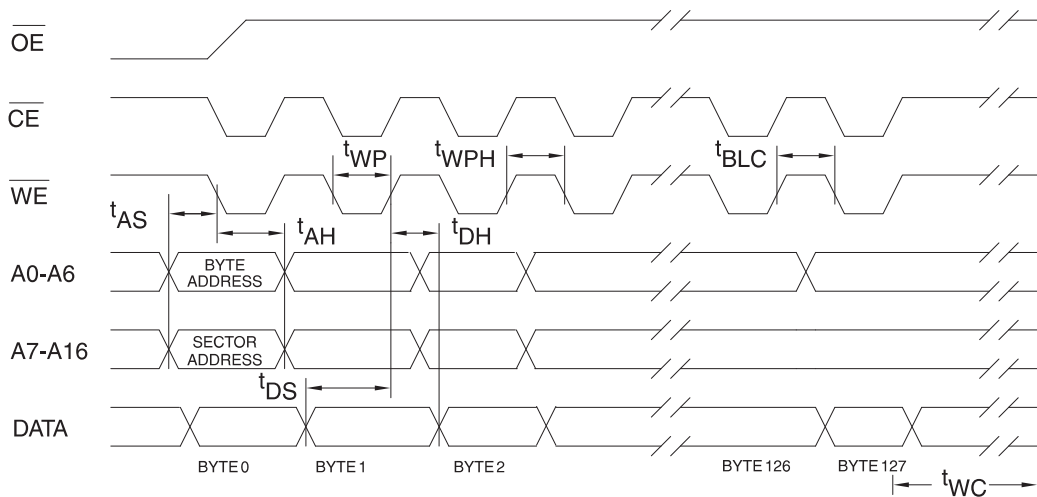 OE
CE
tWP tWPH tBLC
WE
tAS tAH tDH
A0-A6 BYTE ADDRESS
A7-A16 SECTOR ADDRESS
tDS
DATA
BYTE 0 BYTE 1 BYTE 2 BYTE 126 BYTE 127
tWC